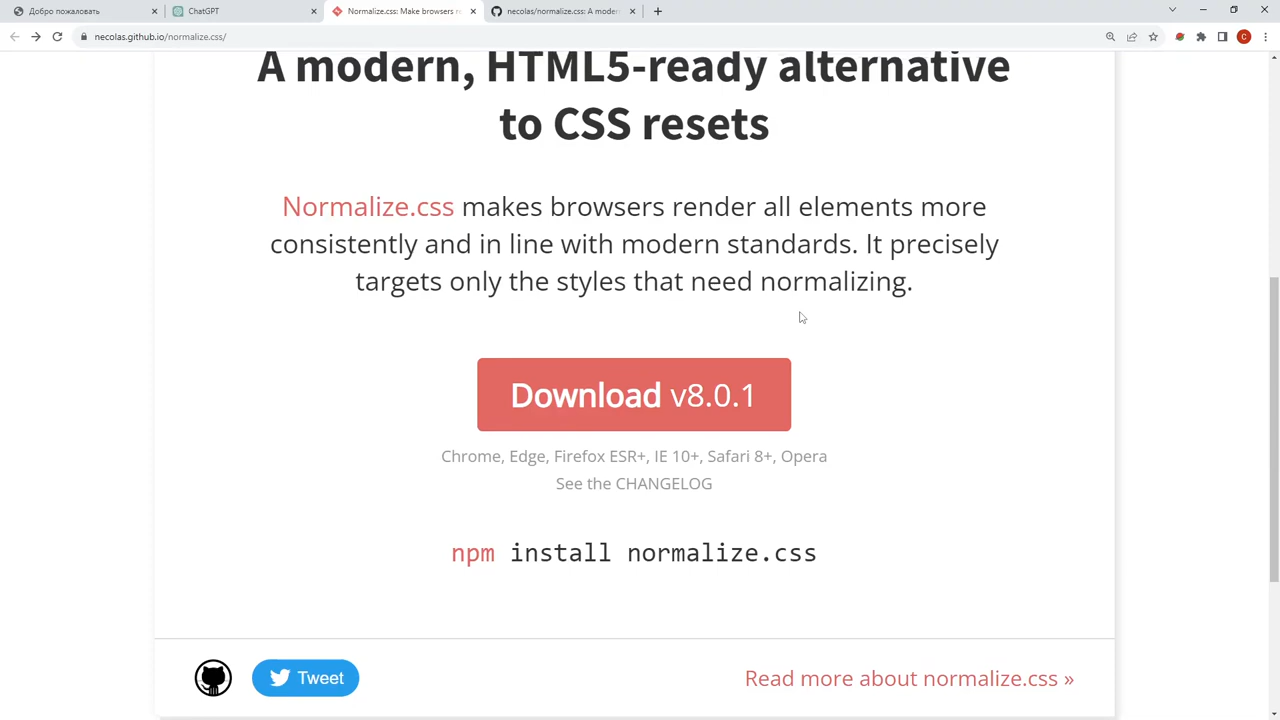 Добро пожаловать
ChatGPT
Normalize.css: Make browsers r
necolas/normalize.css: A modern
necolas.github.io/normalize.css/
C
A modern, HTML5-ready alternative
to CSS resets
Normalize.css makes browsers render all elements more
consistently and in line with modern standards. It precisely
targets only the styles that need normalizing.
Download v8.0.1
Chrome, Edge, Firefox ESR+, IE 10+, Safari 8+, Opera
See the CHANGELOG
npm install normalize.css
Tweet
Read more about normalize.css »